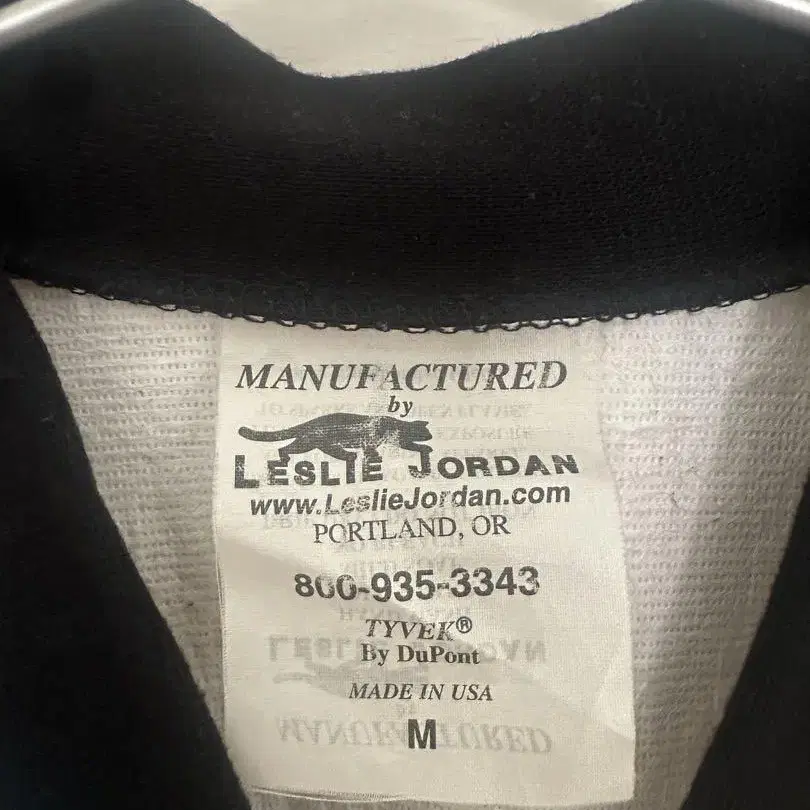 MANUFACTURED
by
LESLIE JORDAN
www.LeslieJordan.com
PORTLAND, OR
800-935-3343
TYVEK®
By DuPont
MADE IN USA
M